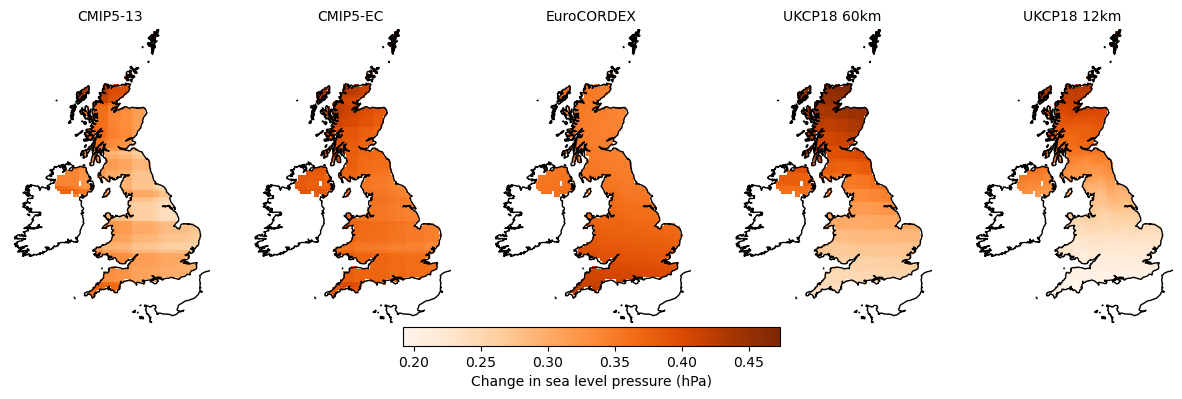 CMIP5-13 CMIP5-EC EuroCORDEX UKCP18 60km UKCP18 12km
0.20 0.25 0.30 0.35 0.40 0.45
Change in sea level pressure (hPa)